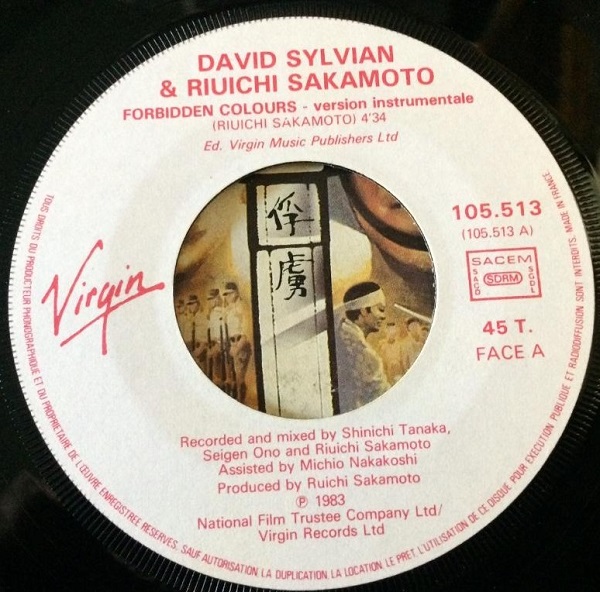 DAVID SYLVIAN
& RIUICHI SAKAMOTO
FORBIDDEN COLOURS - version instrumentale
(RIUICHI SAKAMOTO) 4'34
Ed. Virgin Music Publishers Ltd
俘
虜
Virgin
105.513
(105.513 A)
SACEM
SACD
SDRM
SGDL
45 T.
FACE A
Recorded and mixed by Shinichi Tanaka,
Seigen Ono and Riuichi Sakamoto
Assisted by Michio Nakakoshi
Produced by Ruichi Sakamoto
℗ 1983
National Film Trustee Company Ltd/
Virgin Records Ltd
TOUS DROITS DU PRODUCTEUR PHONOGRAPHIQUE ET DU PROPRIETAIRE DE L'ŒUVRE ENREGISTREE RESERVES. SAUF AUTORISATION, LA DUPLICATION, LA LOCATION, LE PRET, L'UTILISATION DE CE DISQUE POUR EXECUTION PUBLIQUE ET RADIODIFFUSION SONT INTERDITS. MADE IN FRANCE